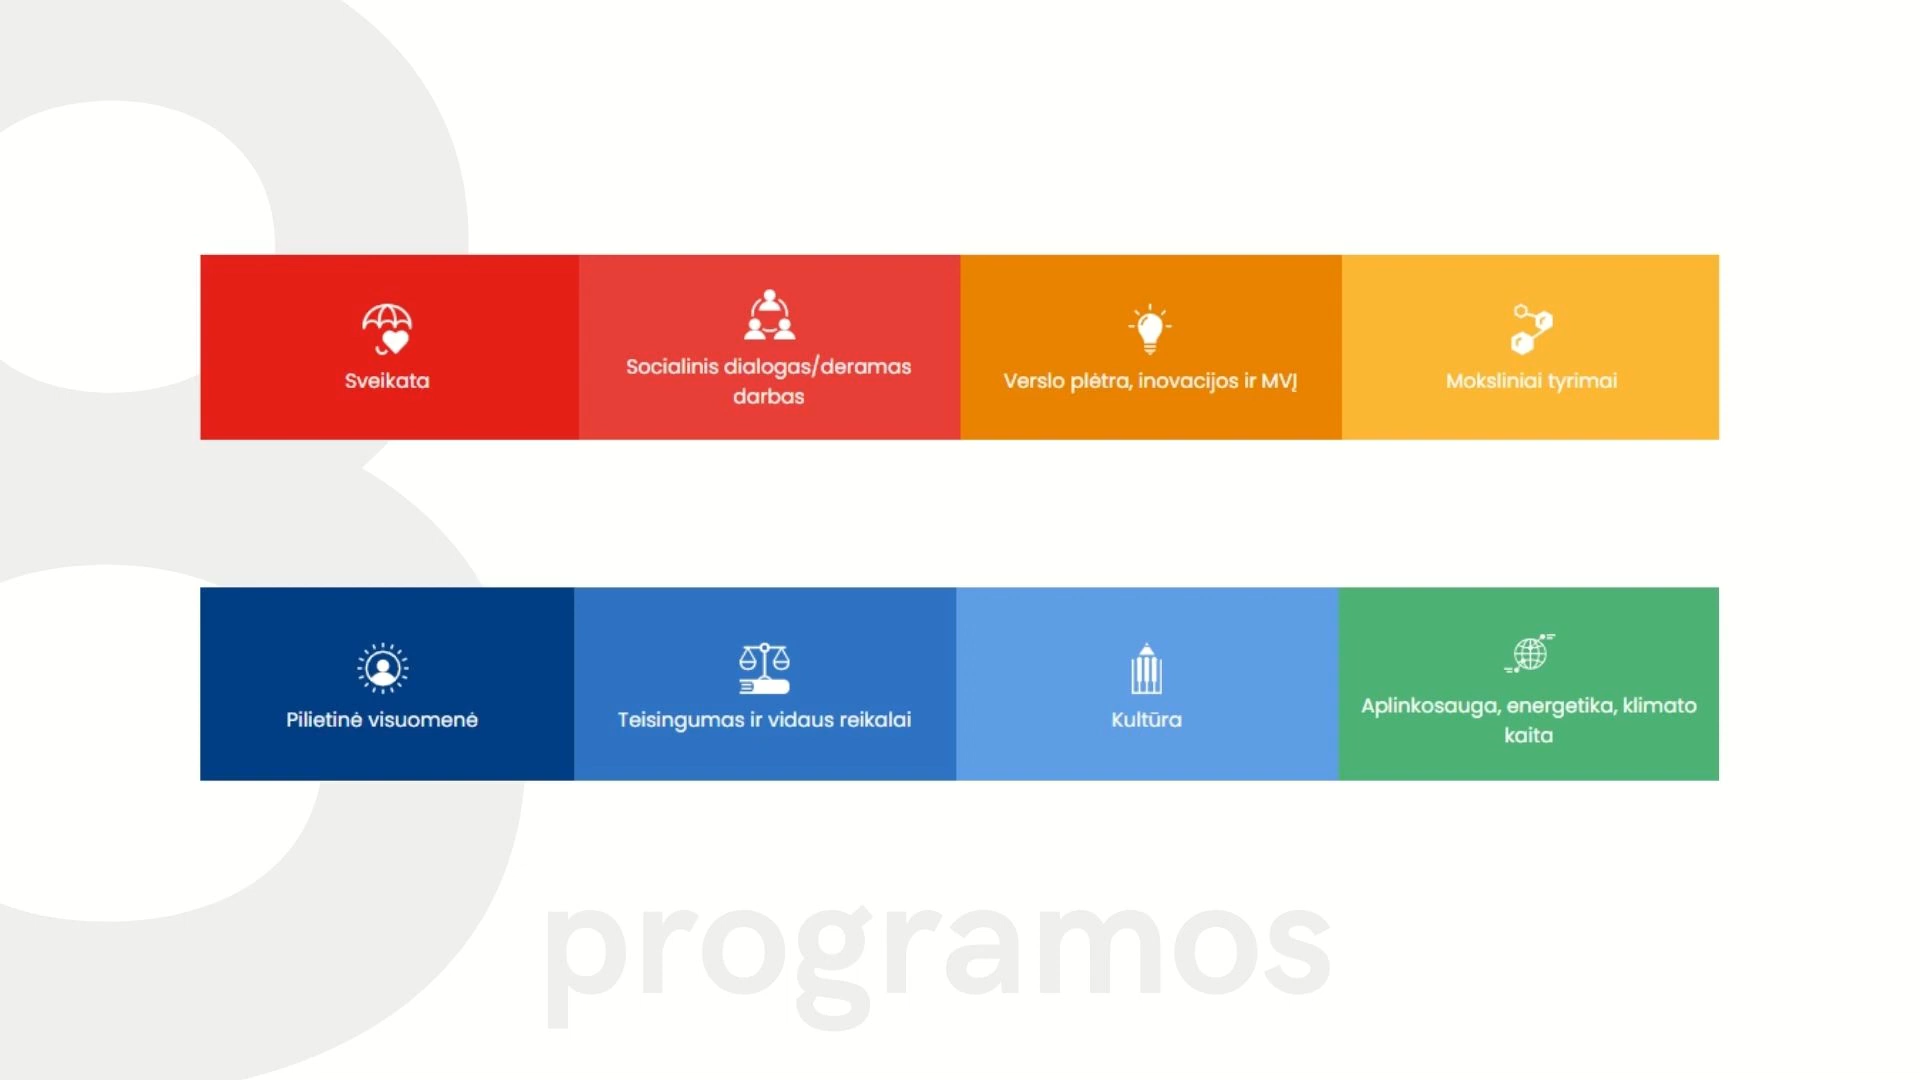 8
Sveikata
Socialinis dialogas/deramas
darbas
Verslo plėtra, inovacijos ir MVĮ
Moksliniai tyrimai
Pilietinė visuomenė
Teisingumas ir vidaus reikalai
Kultūra
Aplinkosauga, energetika, klimato
kaita
programos